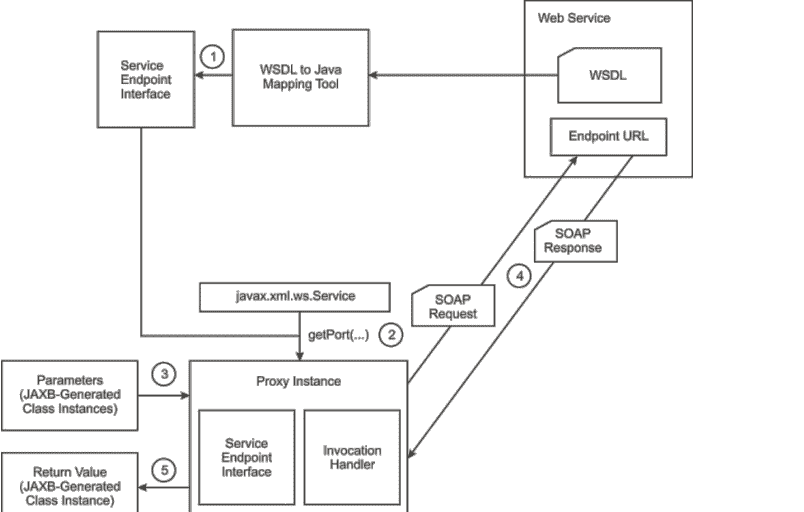 Web Service
WSDL
Endpoint URL
1
Service
Endpoint
Interface
WSDL to Java
Mapping Tool
SOAP
Response
4
SOAP
Request
javax.xml.ws.Service
getPort(...)
2
Parameters
(JAXB-Generated
Class Instances)
3
Proxy Instance
Service
Endpoint
Interface
Invocation
Handler
Return Value
(JAXB-Generated
Class Instance)
5